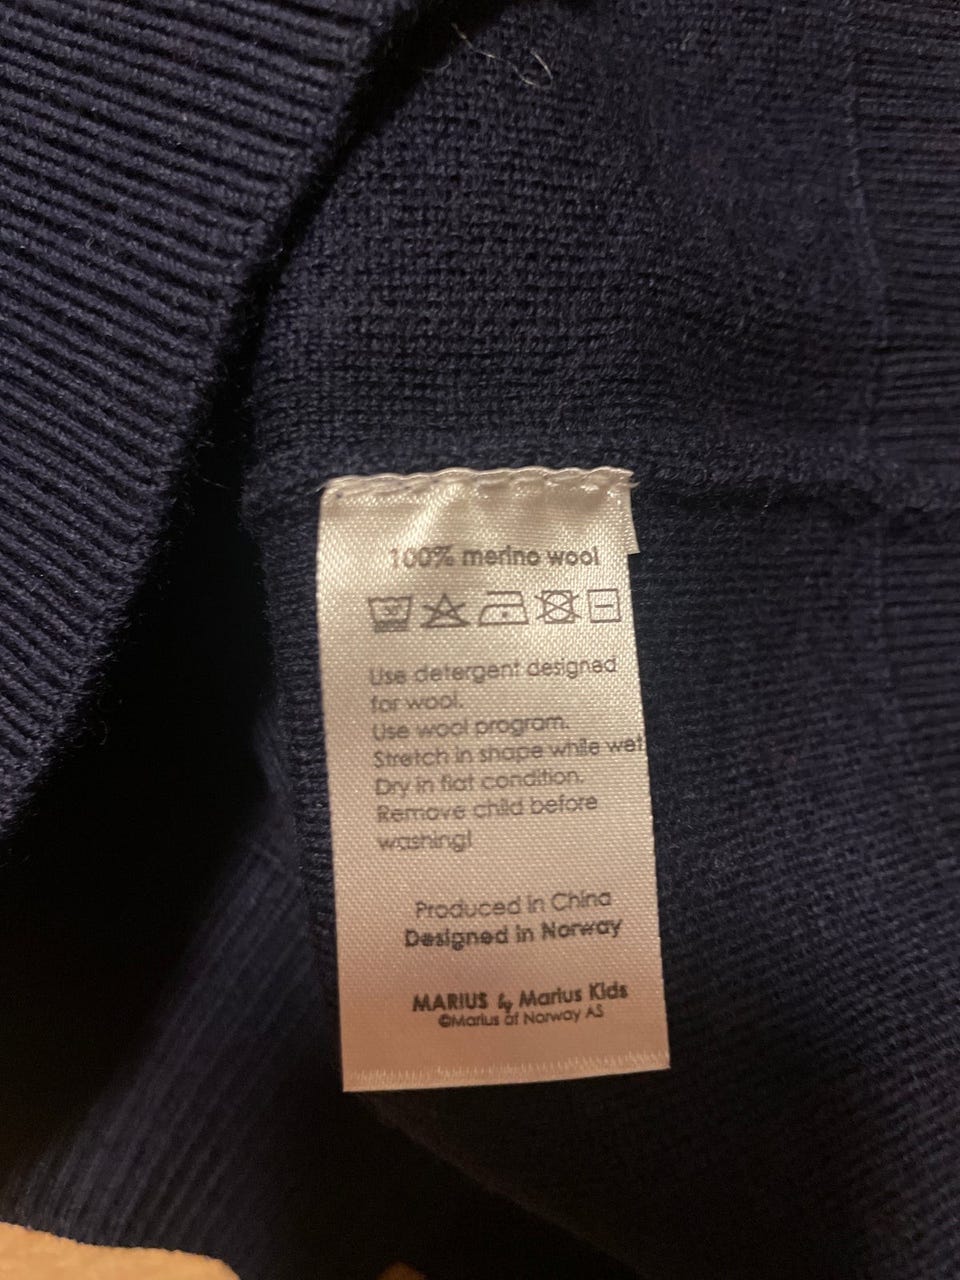 100% merino wool
Use detergent designed
for wool.
Use wool program.
Stretch in shape while wet
Dry in flat condition.
Remove child before
washing!
Produced in China
Designed in Norway
MARIUS by Marius Kids
©Marius of Norway AS